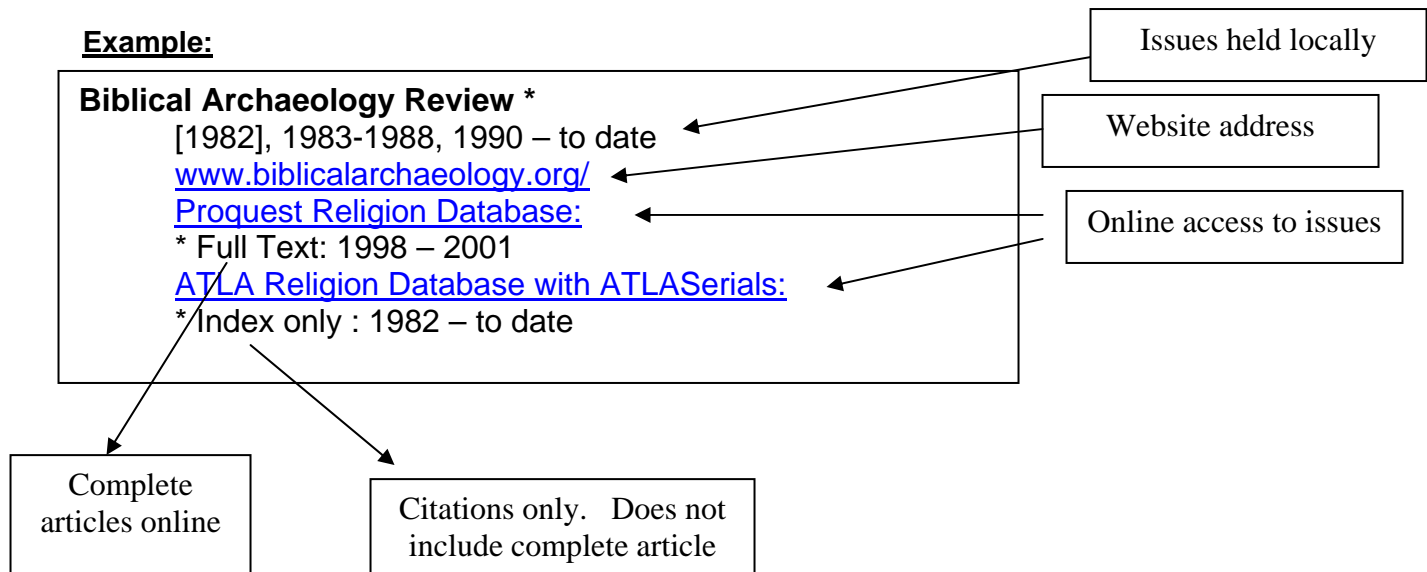 Example:
Issues held locally
Biblical Archaeology Review *
[1982], 1983-1988, 1990 – to date
Website address
www.biblicalarchaeology.org/
Proquest Religion Database:
Online access to issues
* Full Text: 1998 – 2001
ATLA Religion Database with ATLASerials:
* Index only : 1982 – to date
Complete
articles online
Citations only.   Does not
include complete article